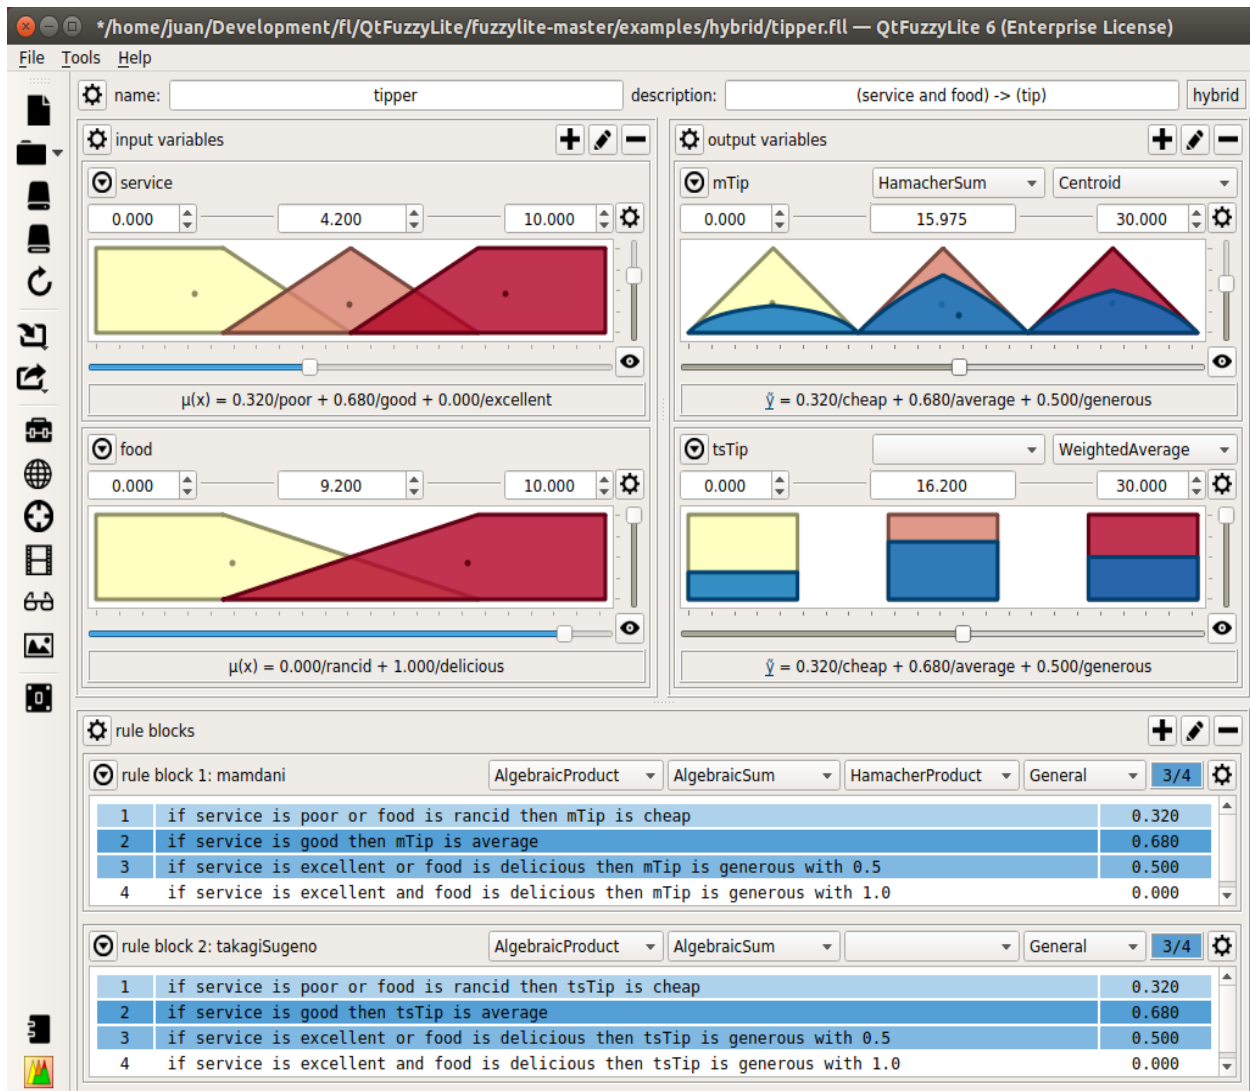 */home/juan/Development/fl/QtFuzzyLite/fuzzylite-master/examples/hybrid/tipper.fll — QtFuzzyLite 6 (Enterprise License)
File Tools Help
name: tipper description: (service and food) -> (tip) hybrid
input variables
service
0.000 4.200 10.000
μ(x) = 0.320/poor + 0.680/good + 0.000/excellent
food
0.000 9.200 10.000
μ(x) = 0.000/rancid + 1.000/delicious
output variables
mTip HamacherSum Centroid
0.000 15.975 30.000
ỹ = 0.320/cheap + 0.680/average + 0.500/generous
tsTip WeightedAverage
0.000 16.200 30.000
ỹ = 0.320/cheap + 0.680/average + 0.500/generous
rule blocks
rule block 1: mamdani AlgebraicProduct AlgebraicSum HamacherProduct General 3/4
1 if service is poor or food is rancid then mTip is cheap 0.320
2 if service is good then mTip is average 0.680
3 if service is excellent or food is delicious then mTip is generous with 0.5 0.500
4 if service is excellent and food is delicious then mTip is generous with 1.0 0.000
rule block 2: takagiSugeno AlgebraicProduct AlgebraicSum General 3/4
1 if service is poor or food is rancid then tsTip is cheap 0.320
2 if service is good then tsTip is average 0.680
3 if service is excellent or food is delicious then tsTip is generous with 0.5 0.500
4 if service is excellent and food is delicious then tsTip is generous with 1.0 0.000